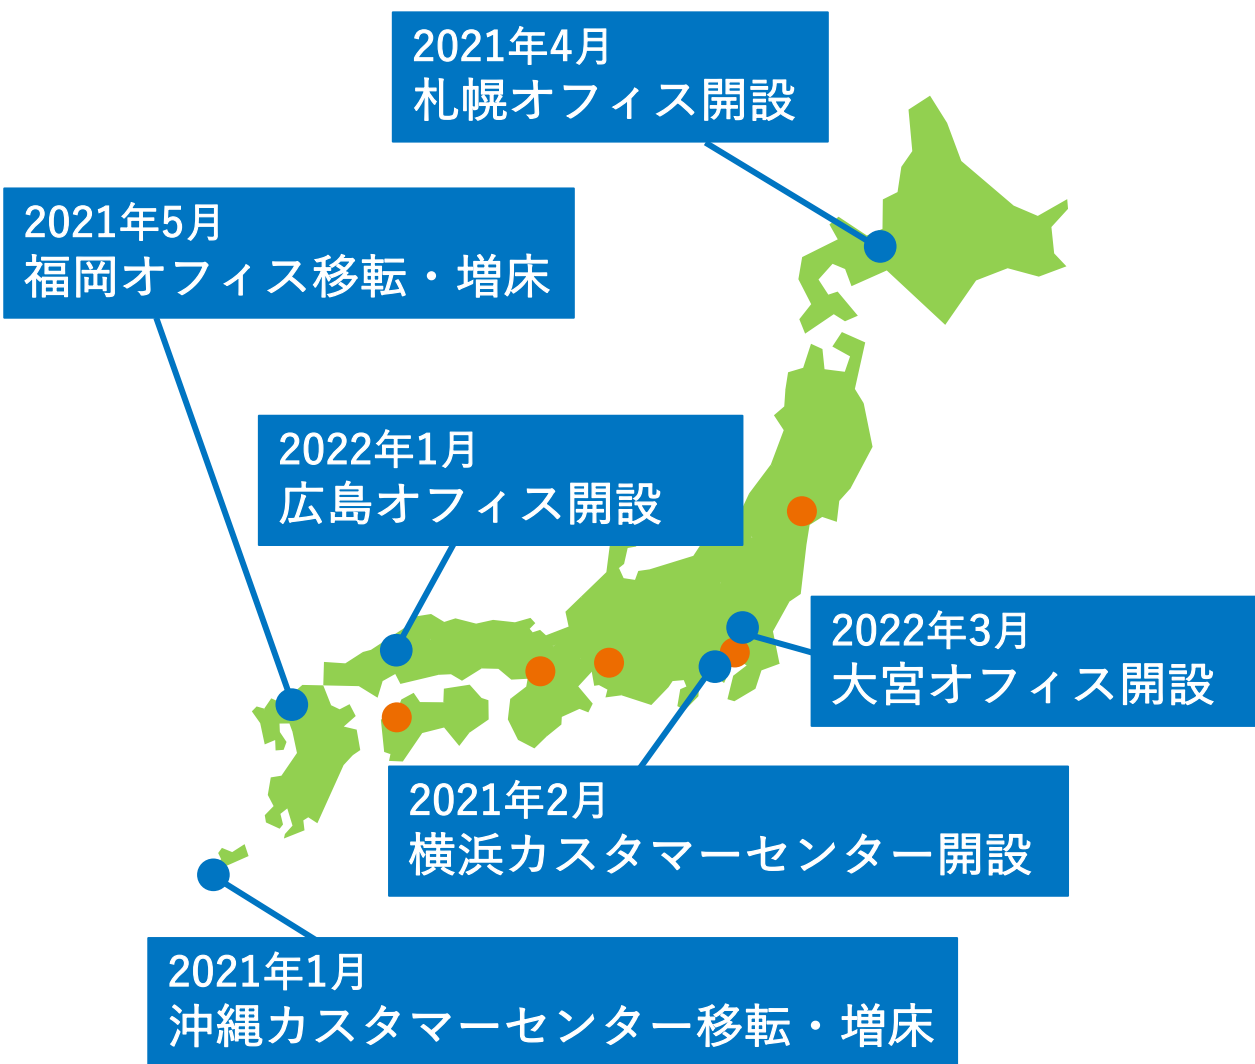 2021年4月
札幌オフィス開設
2021年5月
福岡オフィス移転・増床
2022年1月
広島オフィス開設
2022年3月
大宮オフィス開設
2021年2月
横浜カスタマーセンター開設
2021年1月
沖縄カスタマーセンター移転・増床